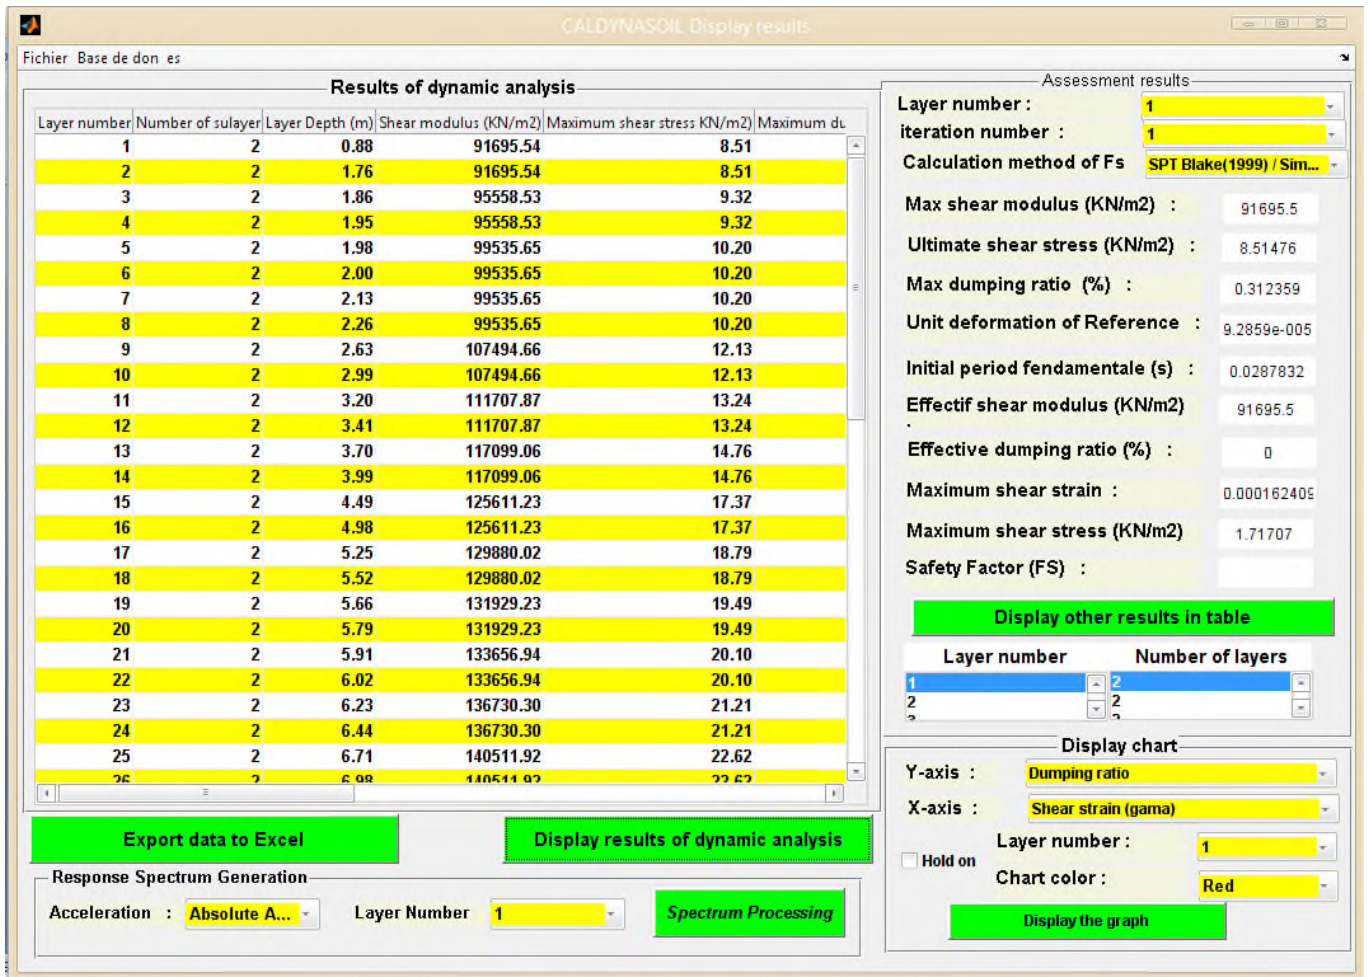 CALDYNASOIL Display results
Fichier Base de don es
Results of dynamic analysis
Layer number Number of sulayer Layer Depth (m) Shear modulus (KN/m2) Maximum shear stress KN/m2) Maximum du
1 2 0.88 91695.54 8.51
2 2 1.76 91695.54 8.51
3 2 1.86 95558.53 9.32
4 2 1.95 95558.53 9.32
5 2 1.98 99535.65 10.20
6 2 2.00 99535.65 10.20
7 2 2.13 99535.65 10.20
8 2 2.26 99535.65 10.20
9 2 2.63 107494.66 12.13
10 2 2.99 107494.66 12.13
11 2 3.20 111707.87 13.24
12 2 3.41 111707.87 13.24
13 2 3.70 117099.06 14.76
14 2 3.99 117099.06 14.76
15 2 4.49 125611.23 17.37
16 2 4.98 125611.23 17.37
17 2 5.25 129880.02 18.79
18 2 5.52 129880.02 18.79
19 2 5.66 131929.23 19.49
20 2 5.79 131929.23 19.49
21 2 5.91 133656.94 20.10
22 2 6.02 133656.94 20.10
23 2 6.23 136730.30 21.21
24 2 6.44 136730.30 21.21
25 2 6.71 140511.92 22.62
26 2 6.98 140511.92 22.62
Export data to Excel
Display results of dynamic analysis
Response Spectrum Generation
Acceleration : Absolute A... Layer Number 1 Spectrum Processing
Assessment results
Layer number : 1
iteration number : 1
Calculation method of Fs SPT Blake(1999) / Sim...
Max shear modulus (KN/m2) : 91695.5
Ultimate shear stress (KN/m2) : 8.51476
Max dumping ratio (%) : 0.312359
Unit deformation of Reference : 9.2859e-005
Initial period fendamentale (s) : 0.0287832
Effectif shear modulus (KN/m2) 91695.5
:
Effective dumping ratio (%) : 0
Maximum shear strain : 0.000162409
Maximum shear stress (KN/m2) 1.71707
Safety Factor (FS) :
Display other results in table
Layer number Number of layers
1 2
2 2
Display chart
Y-axis : Dumping ratio
X-axis : Shear strain (gama)
Layer number : 1
Hold on
Chart color : Red
Display the graph